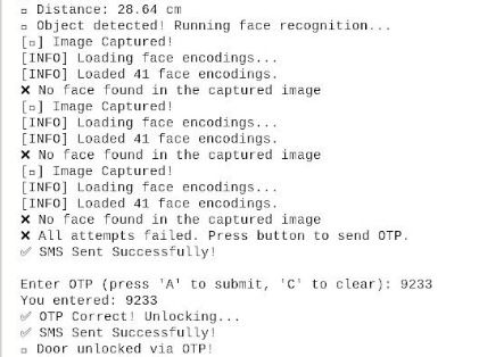 ▫ Distance: 28.64 cm
▫ Object detected! Running face recognition...
[▫] Image Captured!
[INFO] Loading face encodings...
[INFO] Loaded 41 face encodings.
❌ No face found in the captured image
[▫] Image Captured!
[INFO] Loading face encodings...
[INFO] Loaded 41 face encodings.
❌ No face found in the captured image
[▫] Image Captured!
[INFO] Loading face encodings...
[INFO] Loaded 41 face encodings.
❌ No face found in the captured image
❌ All attempts failed. Press button to send OTP.
✅ SMS Sent Successfully!
Enter OTP (press 'A' to submit, 'C' to clear): 9233
You entered: 9233
✅ OTP Correct! Unlocking...
✅ SMS Sent Successfully!
▫ Door unlocked via OTP!